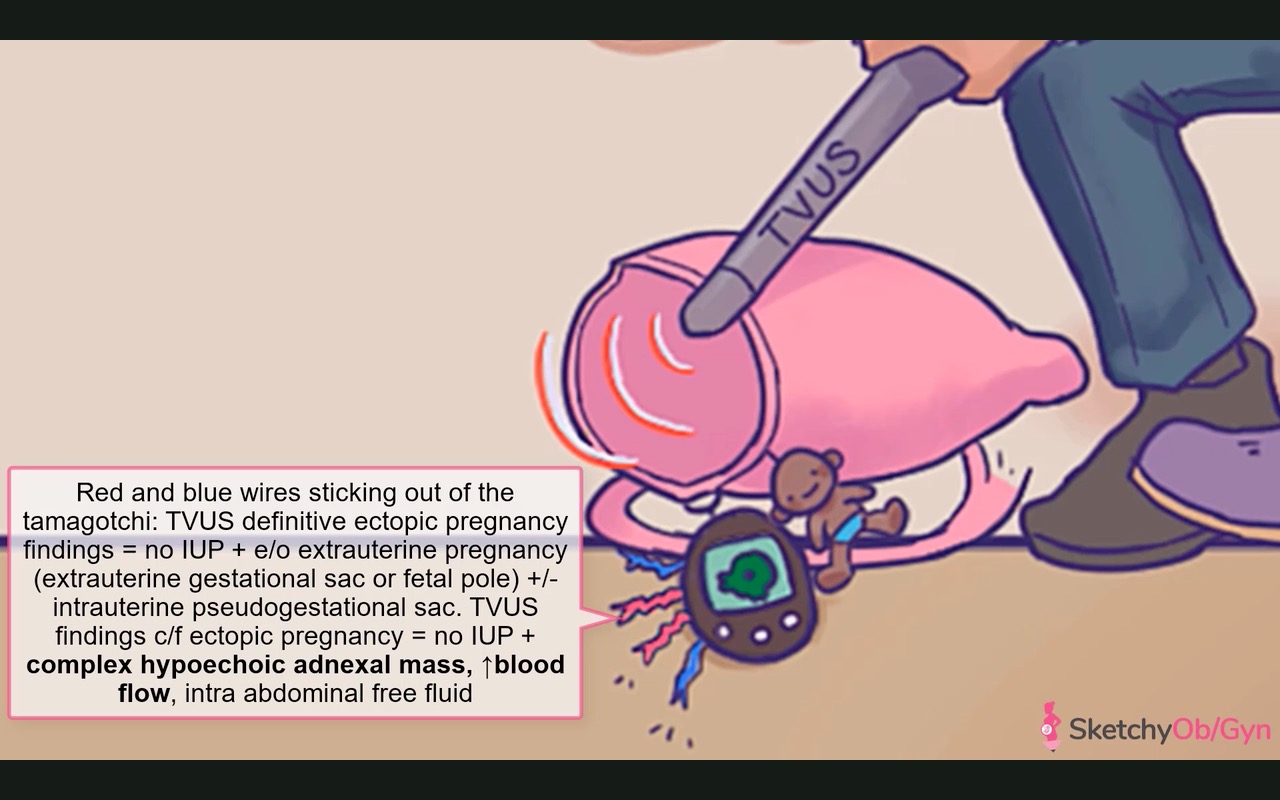 TVUS
Red and blue wires sticking out of the
tamagotchi: TVUS definitive ectopic pregnancy
findings = no IUP + e/o extrauterine pregnancy
(extrauterine gestational sac or fetal pole) +/-
intrauterine pseudogestational sac. TVUS
findings c/f ectopic pregnancy = no IUP +
complex hypoechoic adnexal mass, ↑blood
flow, intra abdominal free fluid
SketchyOb/Gyn